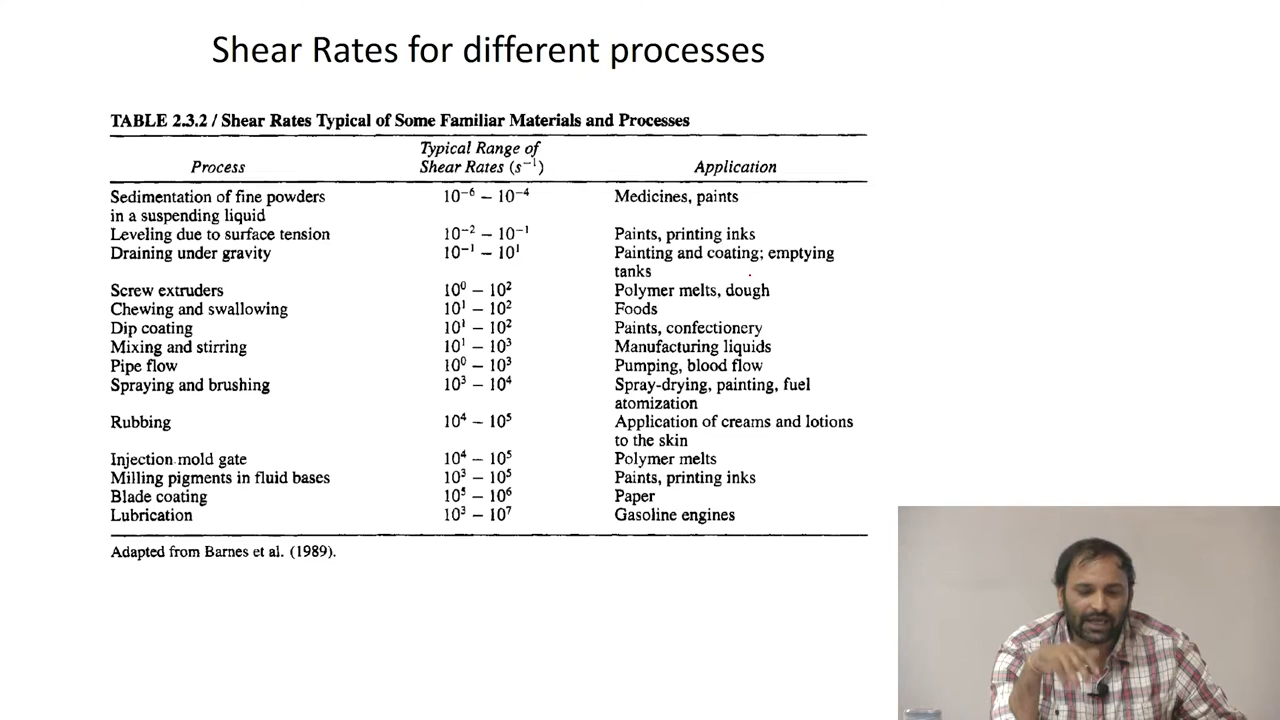 Shear Rates for different processes
TABLE 2.3.2 / Shear Rates Typical of Some Familiar Materials and Processes
Typical Range of
Process Shear Rates (s⁻¹) Application
Sedimentation of fine powders 10⁻⁶ – 10⁻⁴ Medicines, paints
in a suspending liquid
Leveling due to surface tension 10⁻² – 10⁻¹ Paints, printing inks
Draining under gravity 10⁻¹ – 10¹ Painting and coating; emptying
tanks
Screw extruders 10⁰ – 10² Polymer melts, dough
Chewing and swallowing 10¹ – 10² Foods
Dip coating 10¹ – 10² Paints, confectionery
Mixing and stirring 10¹ – 10³ Manufacturing liquids
Pipe flow 10⁰ – 10³ Pumping, blood flow
Spraying and brushing 10³ – 10⁴ Spray-drying, painting, fuel
atomization
Rubbing 10⁴ – 10⁵ Application of creams and lotions
to the skin
Injection mold gate 10⁴ – 10⁵ Polymer melts
Milling pigments in fluid bases 10³ – 10⁵ Paints, printing inks
Blade coating 10⁵ – 10⁶ Paper
Lubrication 10³ – 10⁷ Gasoline engines
Adapted from Barnes et al. (1989).